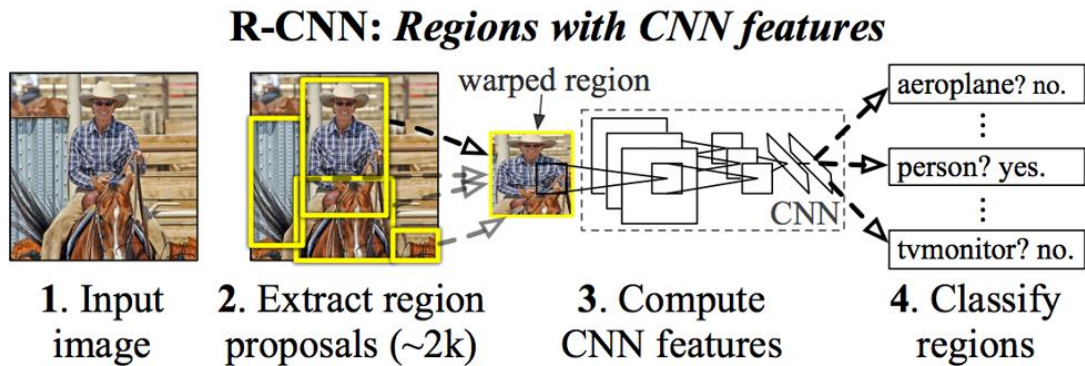 R-CNN: Regions with CNN features
warped region
aeroplane? no.
⋮
person? yes.
⋮
tvmonitor? no.
CNN
1. Input
image
2. Extract region
proposals (~2k)
3. Compute
CNN features
4. Classify
regions